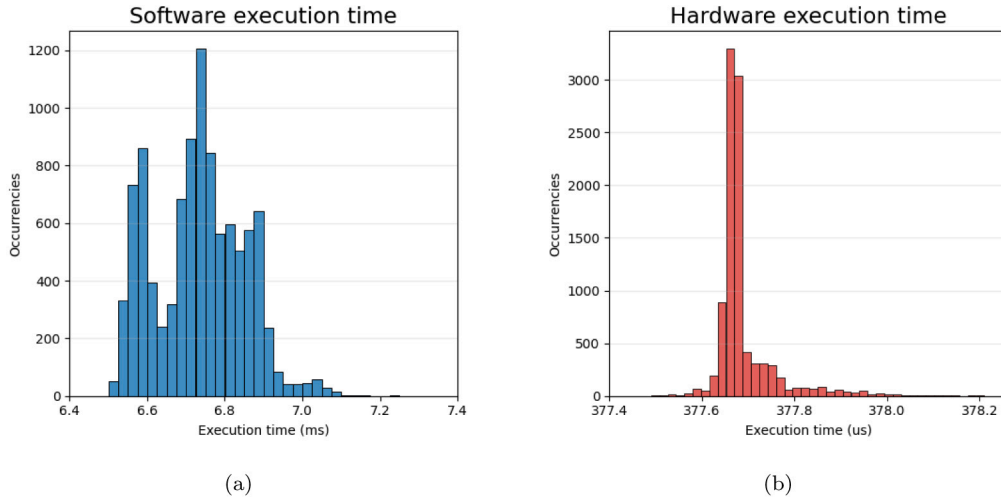 Software execution time
1200
1000
800
600
400
200
0
Occurrencies
6.4 6.6 6.8 7.0 7.2 7.4
Execution time (ms)
(a)
Hardware execution time
3000
2500
2000
1500
1000
500
0
Occurrencies
377.4 377.6 377.8 378.0 378.2
Execution time (us)
(b)